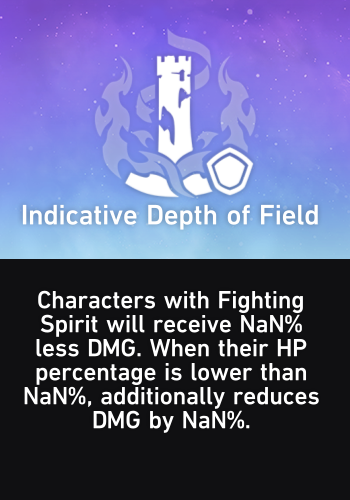 Indicative Depth of Field
Characters with Fighting
Spirit will receive NaN%
less DMG. When their HP
percentage is lower than
NaN%, additionally reduces
DMG by NaN%.